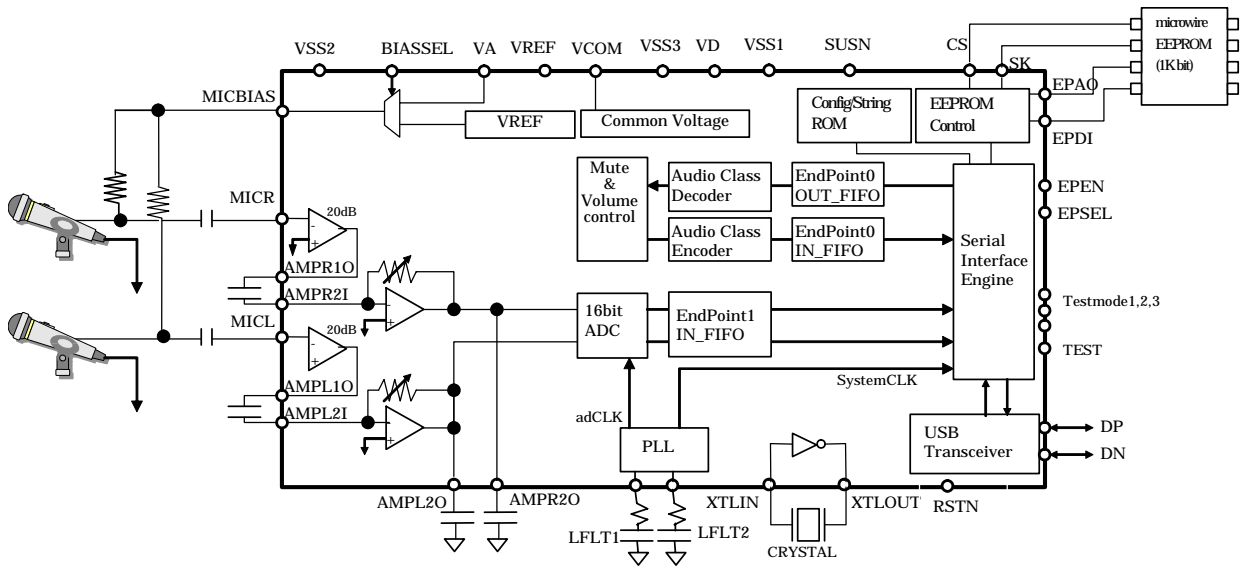 microwire
EEPROM
(1K bit)
VSS2
BIASSEL
VA
VREF
VCOM
VSS3
VD
VSS1
SUSN
CS
SK
EPAO
EPDI
MICBIAS
VREF
Common Voltage
Config/String
ROM
EEPROM
Control
Mute
&
Volume
control
Audio Class
Decoder
EndPoint0
OUT_FIFO
Audio Class
Encoder
EndPoint0
IN_FIFO
Serial
Interface
Engine
EPEN
EPSEL
MICR
20dB
-
+
AMPR1O
AMPR2I
-
+
MICL
20dB
-
+
AMPL1O
AMPL2I
-
+
16bit
ADC
EndPoint1
IN_FIFO
Testmode1,2,3
TEST
SystemCLK
adCLK
PLL
USB
Transceiver
DP
DN
AMPL2O
AMPR2O
LFLT1
LFLT2
XTLIN
XTLOUT
RSTN
CRYSTAL